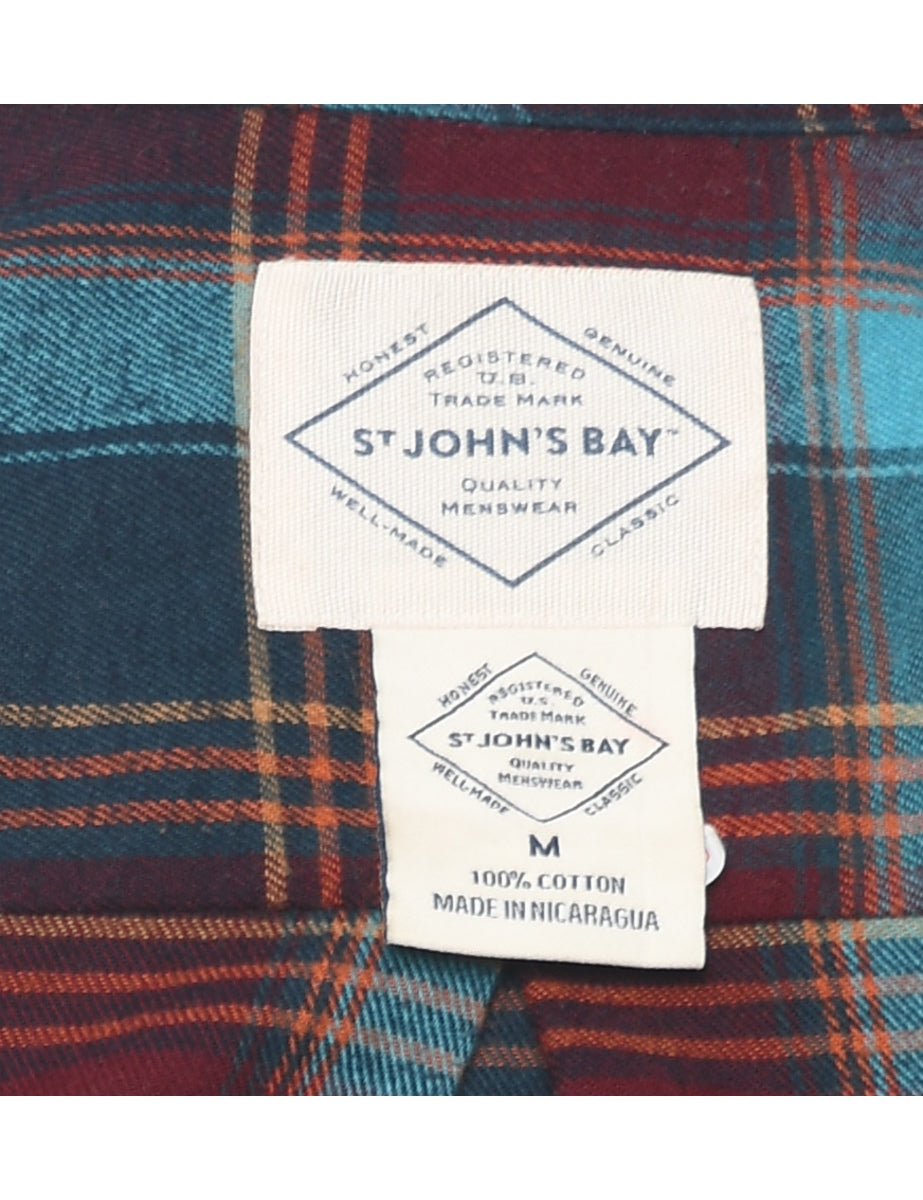 HONEST
GENUINE
REGISTERED
U.S.
TRADE MARK
ST JOHN'S BAY™
QUALITY
MENSWEAR
WELL-MADE
CLASSIC
HONEST
GENUINE
REGISTERED
U.S.
TRADE MARK
ST JOHN'S BAY
QUALITY
MENSWEAR
WELL-MADE
CLASSIC
M
100% COTTON
MADE IN NICARAGUA